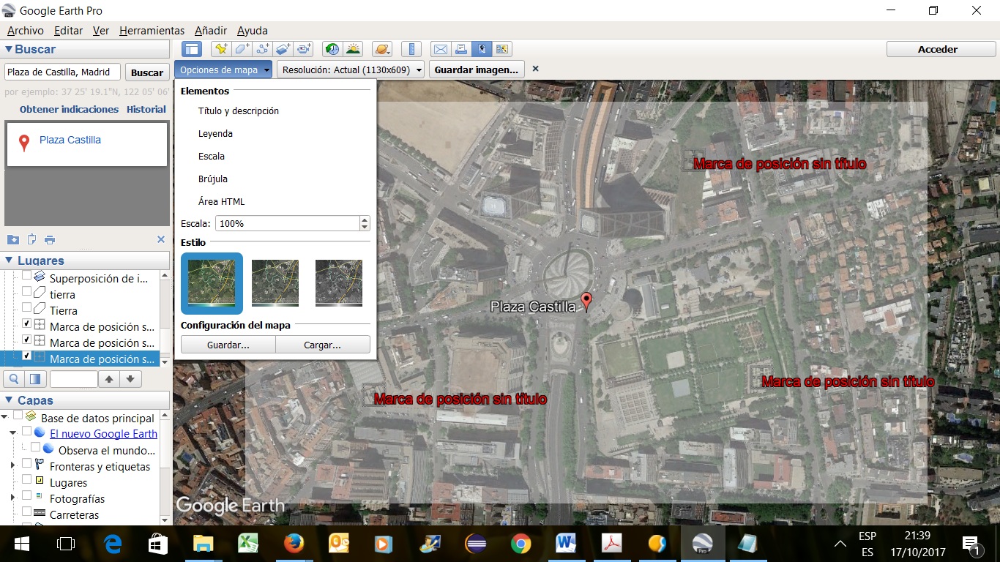 Google Earth Pro
Archivo Editar Ver Herramientas Añadir Ayuda
Buscar
Plaza de Castilla, Madrid Buscar
por ejemplo: 37 25' 19.1"N, 122 05' 06'
Obtener indicaciones Historial
Plaza Castilla
Lugares
Superposición de i...
tierra
Tierra
Marca de posición s...
Marca de posición s...
Marca de posición s...
Capas
Base de datos principal
El nuevo Google Earth
Observa el mundo...
Fronteras y etiquetas
Lugares
Fotografías
Carreteras
Acceder
Opciones de mapa Resolución: Actual (1130x609) Guardar imagen...
Elementos
Título y descripción
Leyenda
Escala
Brújula
Área HTML
Escala: 100%
Estilo
Configuración del mapa
Guardar... Cargar...
Marca de posición sin título
Plaza Castilla
Marca de posición sin título
Marca de posición sin título
Google Earth
Pro
ESP
ES
21:39
17/10/2017
1